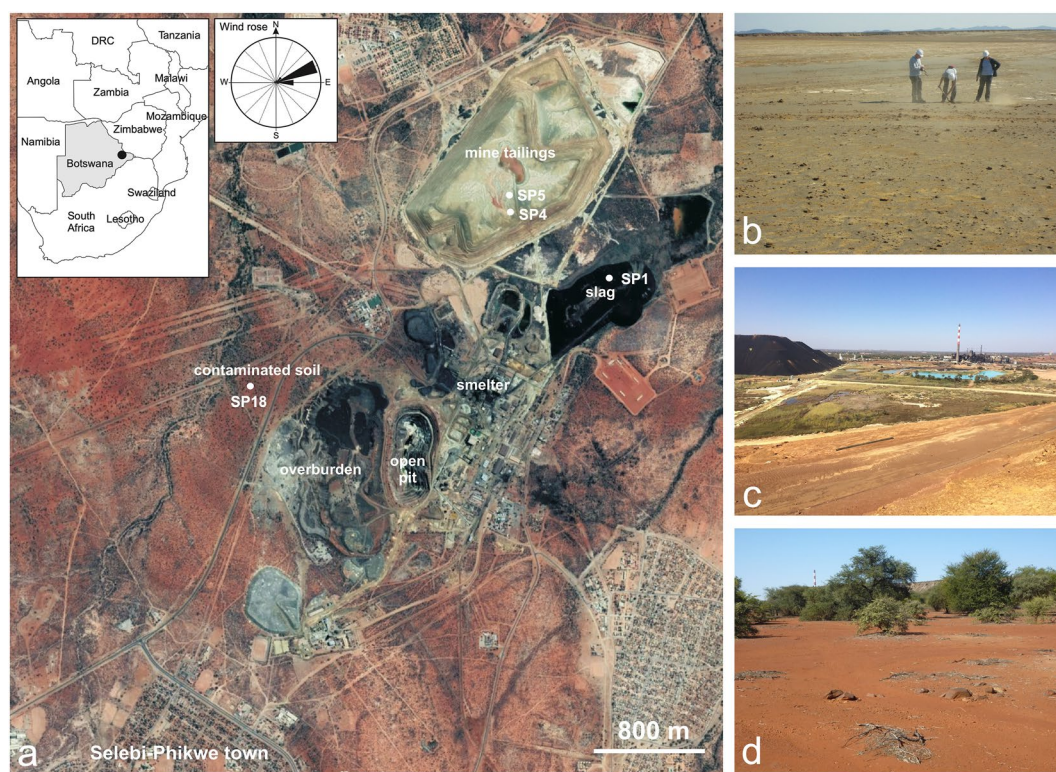 DRC
Tanzania
Angola
Malawi
Zambia
Mozambique
Zimbabwe
Namibia
Botswana
Swaziland
South
Africa
Lesotho
Wind rose
N
W
E
S
mine tailings
SP5
SP4
SP1
slag
contaminated soil
SP18
smelter
overburden
open
pit
800 m
Selebi-Phikwe town
a
b
c
d